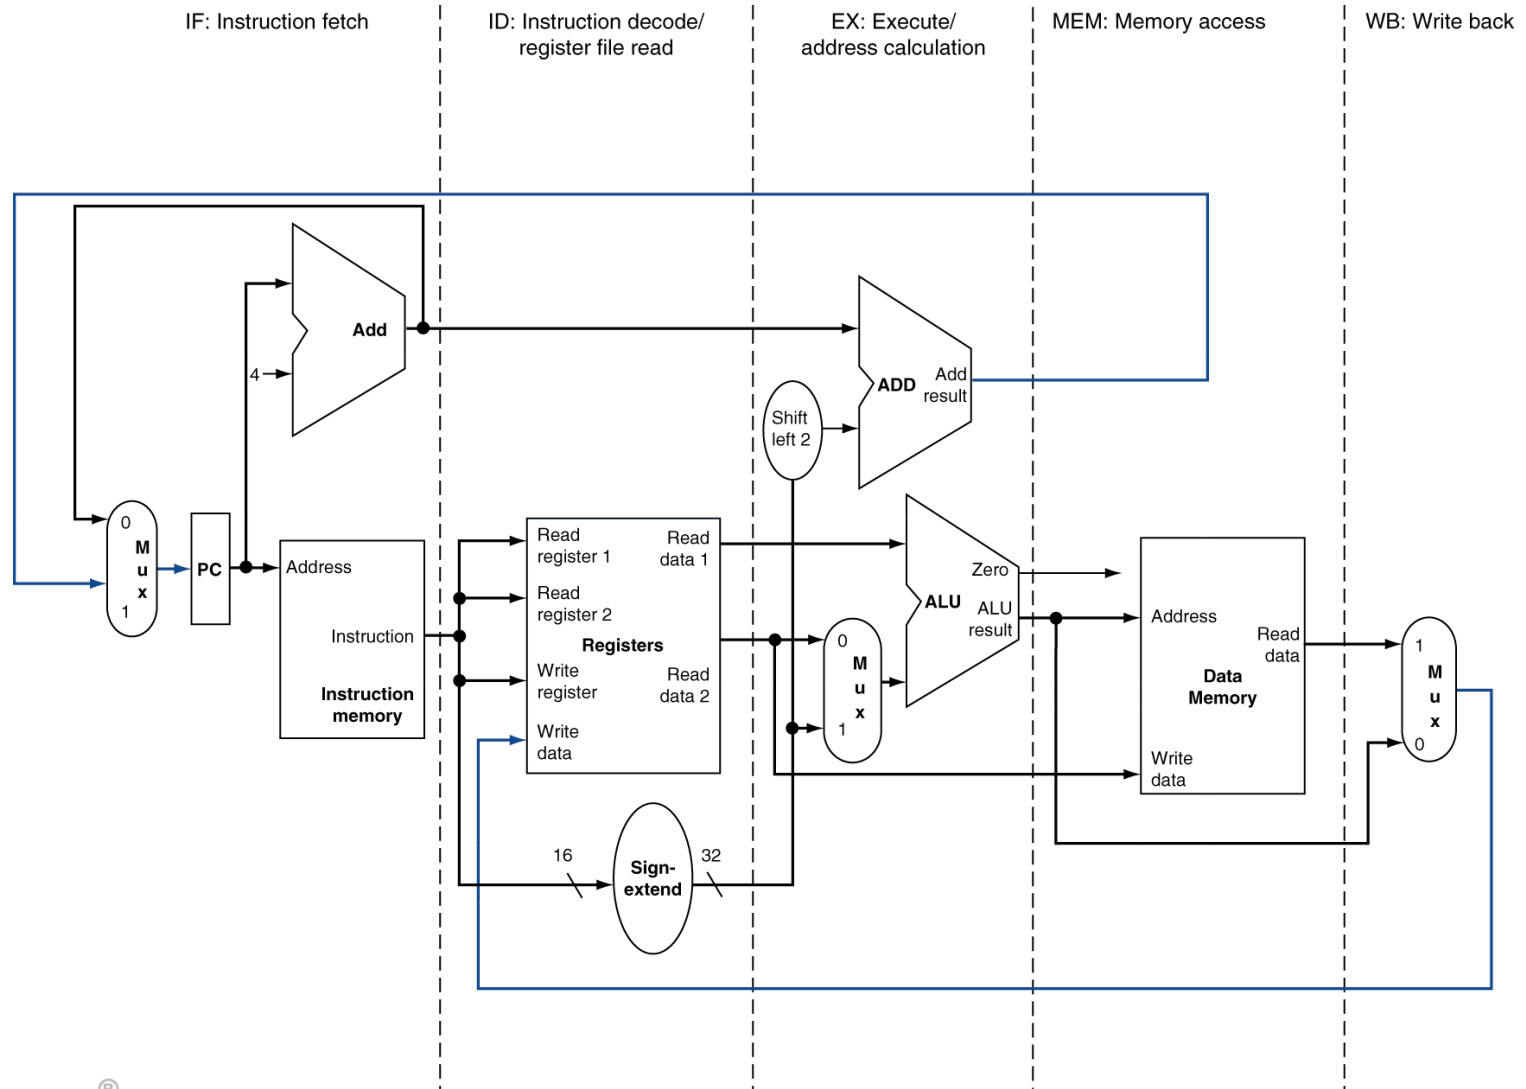 IF: Instruction fetch
ID: Instruction decode/
register file read
EX: Execute/
address calculation
MEM: Memory access
WB: Write back
Add
4
ADD
Add
result
Shift
left 2
0
M
u
x
1
PC
Address
Instruction
Instruction
memory
Read
register 1
Read
register 2
Write
register
Write
data
Registers
Read
data 1
Read
data 2
16
Sign-
extend
32
0
M
u
x
1
Zero
ALU
ALU
result
Address
Write
data
Data
Memory
Read
data
1
M
u
x
0
®